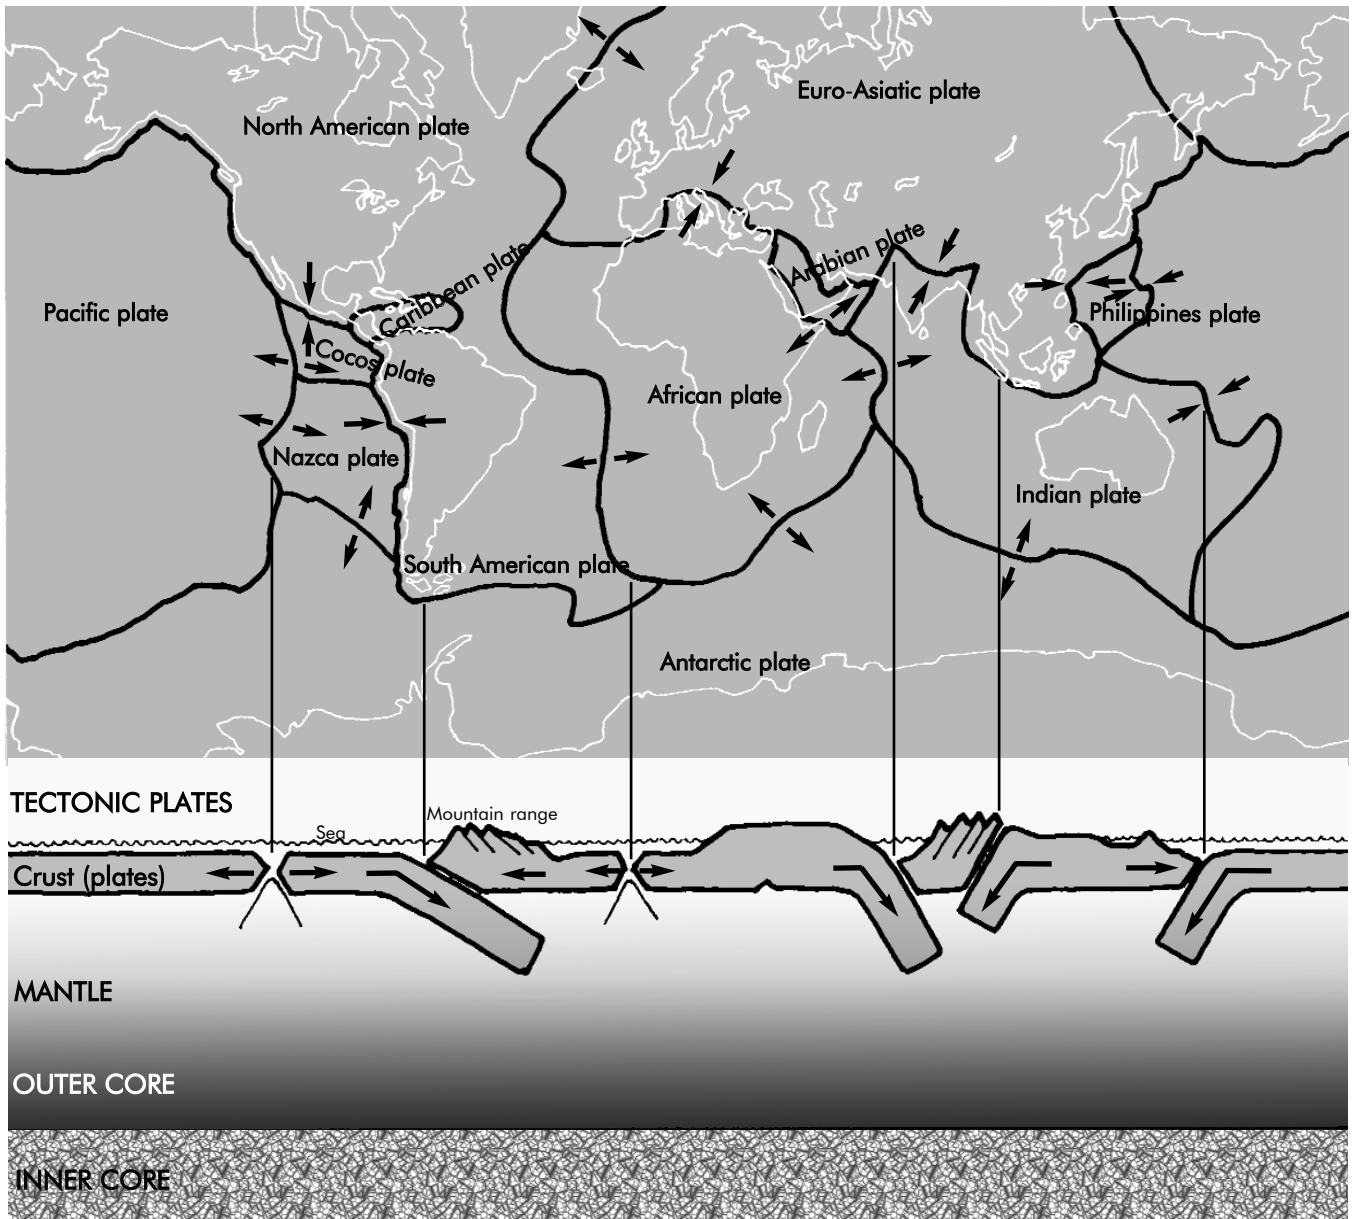 Euro-Asiatic plate
North American plate
Arabian plate
Caribbean plate
Pacific plate
Philippines plate
Cocos plate
African plate
Nazca plate
Indian plate
South American plate
Antarctic plate
TECTONIC PLATES
Mountain range
Sea
Crust (plates)
MANTLE
OUTER CORE
INNER CORE